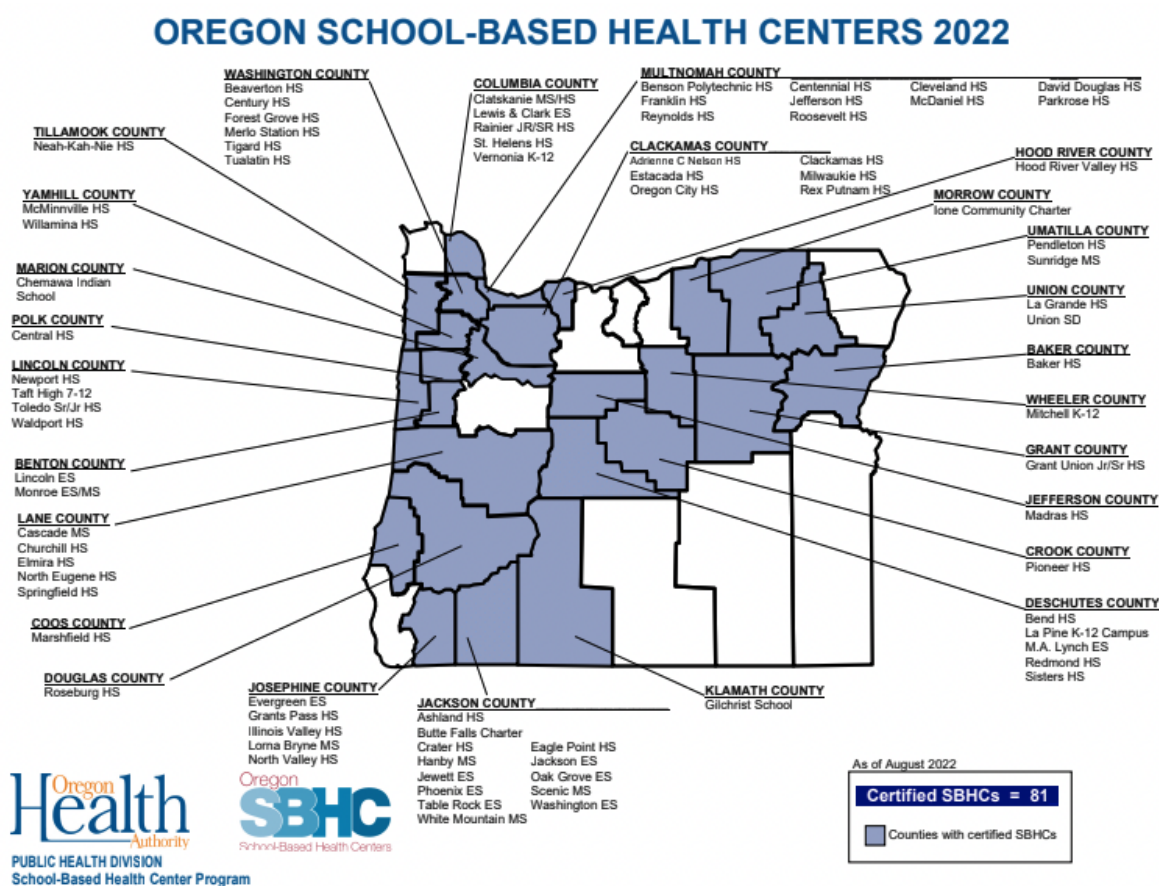 OREGON SCHOOL-BASED HEALTH CENTERS 2022
WASHINGTON COUNTY
Beaverton HS
Century HS
Forest Grove HS
Merlo Station HS
Tigard HS
Tualatin HS
COLUMBIA COUNTY
Clatskanie MS/HS
Lewis & Clark ES
Rainier JR/SR HS
St. Helens HS
Vernonia K-12
MULTNOMAH COUNTY
Benson Polytechnic HS
Franklin HS
Reynolds HS
Centennial HS
Jefferson HS
Roosevelt HS
Cleveland HS
McDaniel HS
David Douglas HS
Parkrose HS
CLACKAMAS COUNTY
Adrienne C Nelson HS
Estacada HS
Oregon City HS
Clackamas HS
Milwaukie HS
Rex Putnam HS
TILLAMOOK COUNTY
Neah-Kah-Nie HS
YAMHILL COUNTY
McMinnville HS
Willamina HS
MARION COUNTY
Chemawa Indian
School
POLK COUNTY
Central HS
LINCOLN COUNTY
Newport HS
Taft High 7-12
Toledo Sr/Jr HS
Waldport HS
BENTON COUNTY
Lincoln ES
Monroe ES/MS
LANE COUNTY
Cascade MS
Churchill HS
Elmira HS
North Eugene HS
Springfield HS
COOS COUNTY
Marshfield HS
DOUGLAS COUNTY
Roseburg HS
HOOD RIVER COUNTY
Hood River Valley HS
MORROW COUNTY
Ione Community Charter
UMATILLA COUNTY
Pendleton HS
Sunridge MS
UNION COUNTY
La Grande HS
Union SD
BAKER COUNTY
Baker HS
WHEELER COUNTY
Mitchell K-12
GRANT COUNTY
Grant Union Jr/Sr HS
JEFFERSON COUNTY
Madras HS
CROOK COUNTY
Pioneer HS
DESCHUTES COUNTY
Bend HS
La Pine K-12 Campus
M.A. Lynch ES
Redmond HS
Sisters HS
JOSEPHINE COUNTY
Evergreen ES
Grants Pass HS
Illinois Valley HS
Lorna Bryne MS
North Valley HS
JACKSON COUNTY
Ashland HS
Butte Falls Charter
Crater HS
Hanby MS
Jewett ES
Phoenix ES
Table Rock ES
White Mountain MS
Eagle Point HS
Jackson ES
Oak Grove ES
Scenic MS
Washington ES
KLAMATH COUNTY
Gilchrist School
As of August 2022
Certified SBHCs = 81
Counties with certified SBHCs
Oregon
Health
Authority
PUBLIC HEALTH DIVISION
School-Based Health Center Program
Oregon
SBHC
School-Based Health Centers